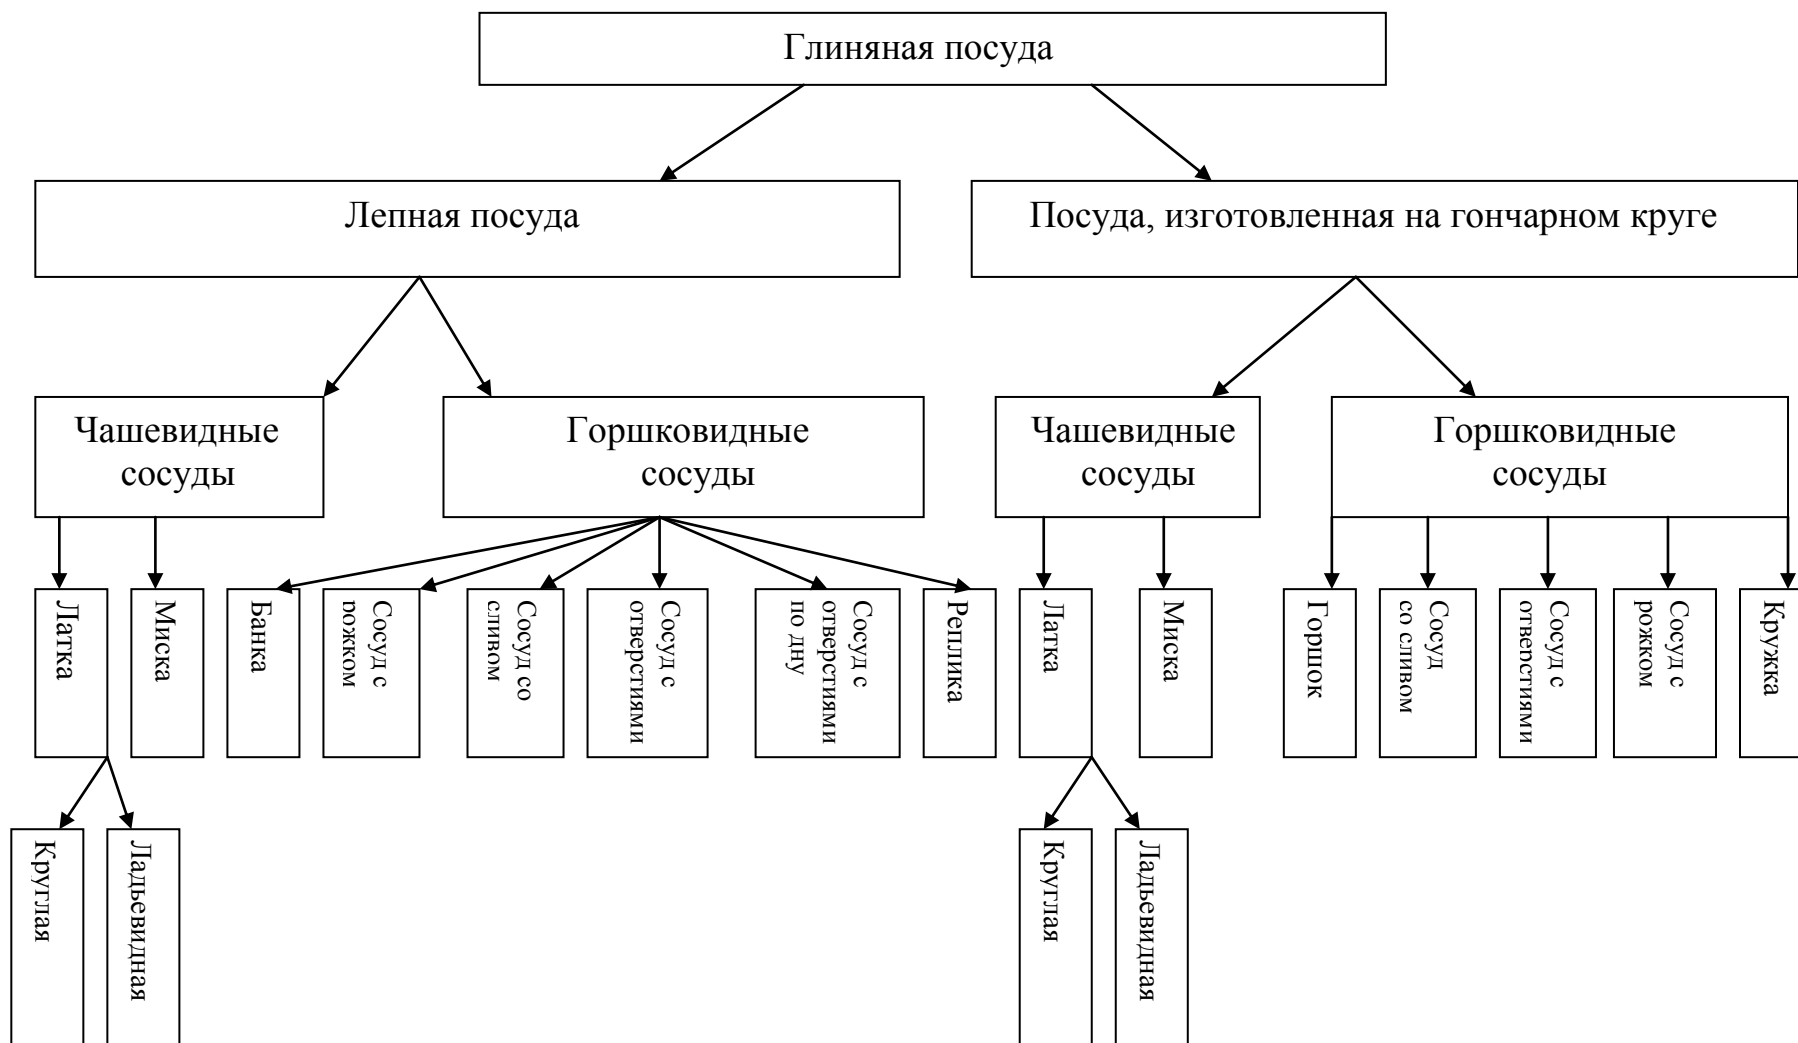 Глиняная посуда
Лепная посуда
Посуда, изготовленная на гончарном круге
Чашевидные
сосуды
Горшковидные
сосуды
Чашевидные
сосуды
Горшковидные
сосуды
Латка
Миска
Банка
Сосуд с
рожком
Сосуд со
сливом
Сосуд с
отверстиями
Сосуд с
отверстиями
по дну
Реплика
Латка
Миска
Горшок
Сосуд
со сливом
Сосуд с
отверстиями
Сосуд с
рожком
Кружка
Круглая
Ладьевидная
Круглая
Ладьевидная